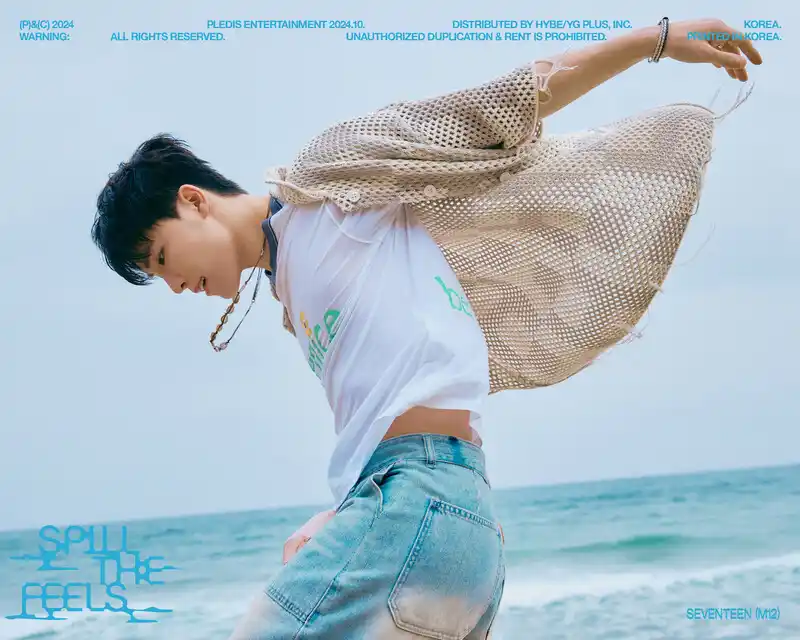 (P)&(C) 2024 PLEDIS ENTERTAINMENT 2024.10. DISTRIBUTED BY HYBE/YG PLUS, INC. KOREA.
WARNING: ALL RIGHTS RESERVED. UNAUTHORIZED DUPLICATION & RENT IS PROHIBITED. PRINTED IN KOREA.
SPILL
THE
FEELS
SEVENTEEN (M12)